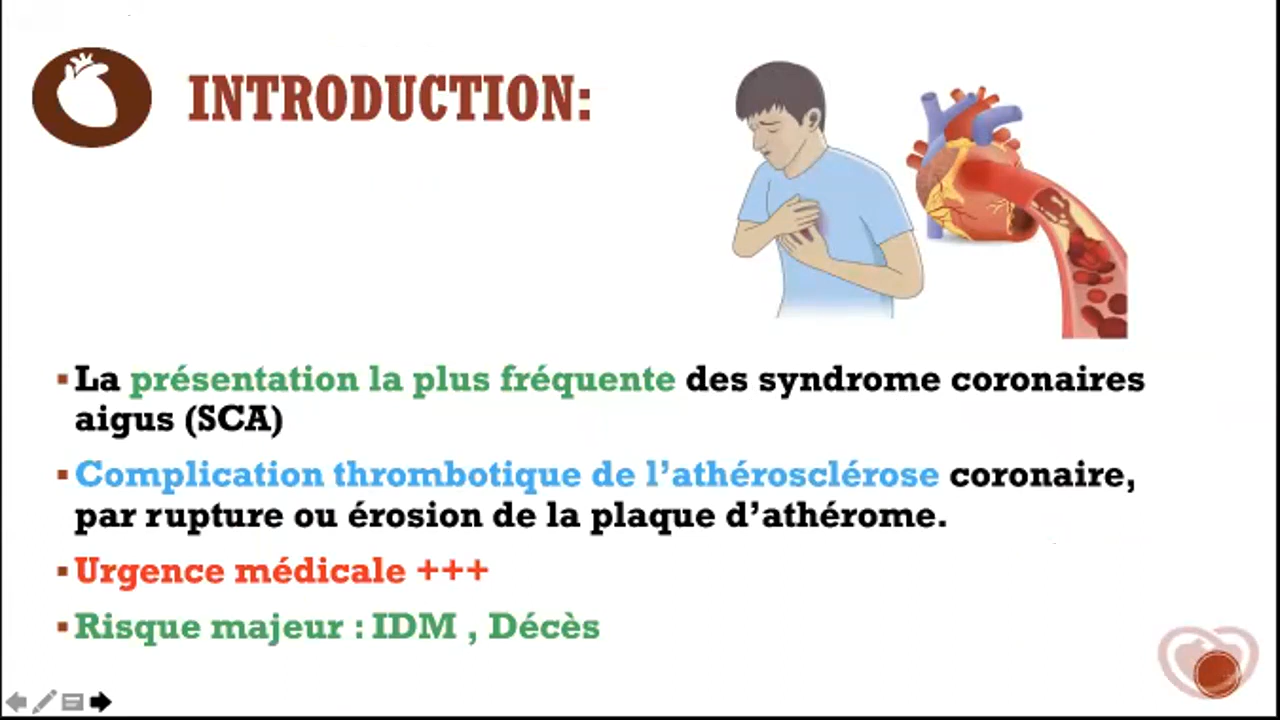 INTRODUCTION:
▪La présentation la plus fréquente des syndrome coronaires
aigus (SCA)
▪Complication thrombotique de l’athérosclérose coronaire,
par rupture ou érosion de la plaque d’athérome.
▪Urgence médicale +++
▪Risque majeur : IDM , Décès